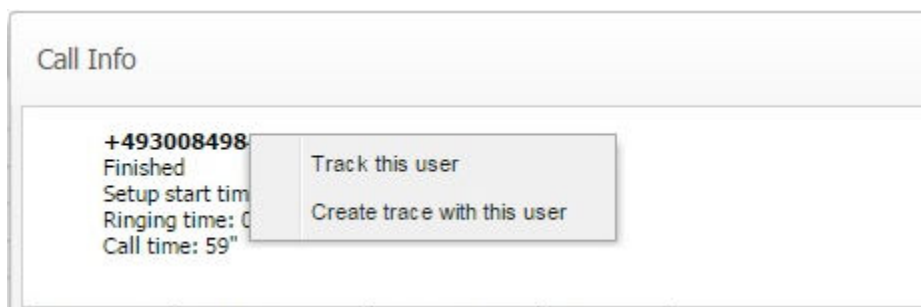 Call Info
+493008498
Finished
Setup start tim
Ringing time: 0
Call time: 59"
Track this user
Create trace with this user